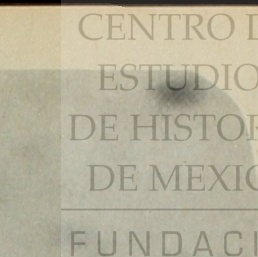 CENTRO D
ESTUDIO
DE HISTOR
DE MEXIC
FUNDACI